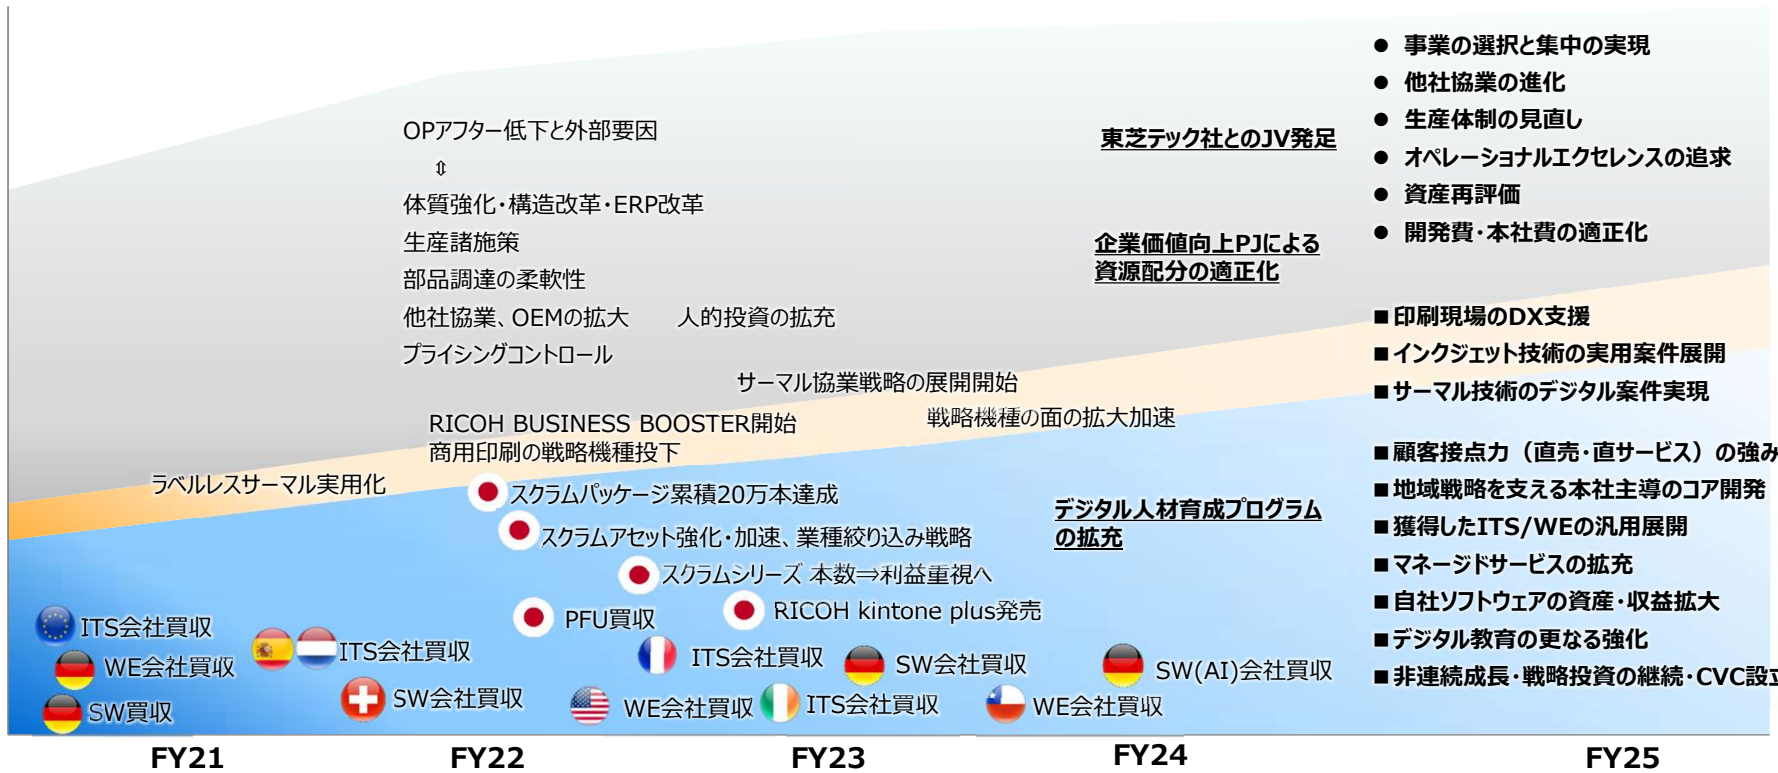 ● 事業の選択と集中の実現
● 他社協業の進化
● 生産体制の見直し
● オペレーショナルエクセレンスの追求
● 資産再評価
● 開発費・本社費の適正化
OPアフター低下と外部要因
⇕
体質強化・構造改革・ERP改革
生産諸施策
部品調達の柔軟性
他社協業、OEMの拡大
人的投資の拡充
プライシングコントロール
東芝テック社とのJV発足
企業価値向上PJによる
資源配分の適正化
■印刷現場のDX支援
■インクジェット技術の実用案件展開
■サーマル技術のデジタル案件実現
サーマル協業戦略の展開開始
戦略機種の面の拡大加速
RICOH BUSINESS BOOSTER開始
商用印刷の戦略機種投下
ラベルレスサーマル実用化
■顧客接点力（直売・直サービス）の強み
■地域戦略を支える本社主導のコア開発
■獲得したITS/WEの汎用展開
■マネージドサービスの拡充
■自社ソフトウェアの資産・収益拡大
■デジタル教育の更なる強化
■非連続成長・戦略投資の継続・CVC設立
スクラムパッケージ累積20万本達成
スクラムアセット強化・加速、業種絞り込み戦略
スクラムシリーズ 本数⇒利益重視へ
デジタル人材育成プログラム
の拡充
PFU買収
RICOH kintone plus発売
ITS会社買収
WE会社買収
SW買収
ITS会社買収
SW会社買収
ITS会社買収
WE会社買収
SW会社買収
ITS会社買収
WE会社買収
SW(AI)会社買収
FY21
FY22
FY23
FY24
FY25